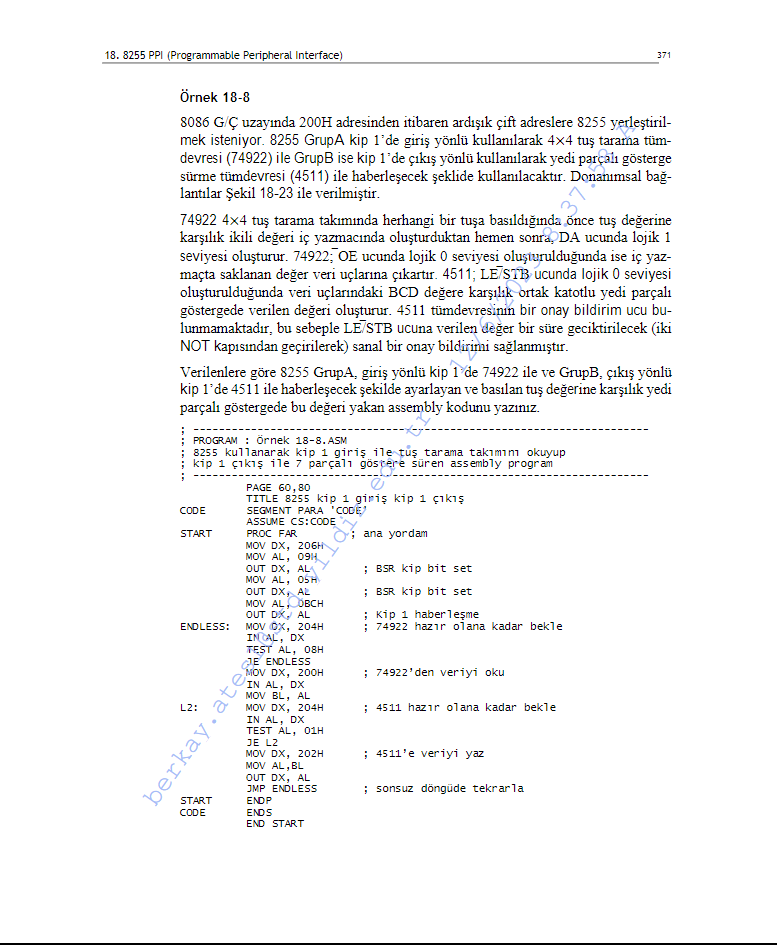 18. 8255 PPI (Programmable Peripheral Interface) 371
Örnek 18-8
8086 G/Ç uzayında 200H adresinden itibaren ardışık çift adreslere 8255 yerleştiril-
mek isteniyor. 8255 GrupA kip 1'de giriş yönlü kullanılarak 4×4 tuş tarama tüm-
devresi (74922) ile GrupB ise kip 1'de çıkış yönlü kullanılarak yedi parçalı gösterge
sürme tümdevresi (4511) ile haberleşecek şeklide kullanılacaktır. Donanımsal bağ-
lantılar Şekil 18-23 ile verilmiştir.
74922 4×4 tuş tarama takımında herhangi bir tuşa basıldığında önce tuş değerine
karşılık ikili değeri iç yazmacında oluşturduktan hemen sonra, DA ucunda lojik 1
seviyesi oluşturur. 74922; OE ucunda lojik 0 seviyesi oluşturulduğunda ise iç yaz-
maçta saklanan değer veri uçlarına çıkartır. 4511; LE/STB ucunda lojik 0 seviyesi
oluşturulduğunda veri uçlarındaki BCD değere karşılık ortak katotlu yedi parçalı
göstergede verilen değeri oluşturur. 4511 tümdevresinin bir onay bildirim ucu bu-
lunmamaktadır, bu sebeple LE/STB ucuna verilen değer bir süre geciktirilecek (iki
NOT kapısından geçirilerek) sanal bir onay bildirimi sağlanmıştır.
Verilenlere göre 8255 GrupA, giriş yönlü kip 1'de 74922 ile ve GrupB, çıkış yönlü
kip 1'de 4511 ile haberleşecek şekilde ayarlayan ve basılan tuş değerine karşılık yedi
parçalı göstergede bu değeri yakan assembly kodunu yazınız.
; ----------------------------------------------------------------------
; PROGRAM : Örnek 18-8.ASM
; 8255 kullanarak kip 1 giriş ile tuş tarama takımını okuyup
; kip 1 çıkış ile 7 parçalı göstere süren assembly program
; ----------------------------------------------------------------------
PAGE 60,80
TITLE 8255 kip 1 giriş kip 1 çıkış
CODE SEGMENT PARA 'CODE'
ASSUME CS:CODE
START PROC FAR ; ana yordam
MOV DX, 206H
MOV AL, 09H
OUT DX, AL ; BSR kip bit set
MOV AL, 05H
OUT DX, AL ; BSR kip bit set
MOV AL, 0BCH
OUT DX, AL ; Kip 1 haberleşme
ENDLESS: MOV DX, 204H ; 74922 hazır olana kadar bekle
IN AL, DX
TEST AL, 08H
JE ENDLESS
MOV DX, 200H ; 74922'den veriyi oku
IN AL, DX
MOV BL, AL
L2: MOV DX, 204H ; 4511 hazır olana kadar bekle
IN AL, DX
TEST AL, 01H
JE L2
MOV DX, 202H ; 4511'e veriyi yaz
MOV AL,BL
OUT DX, AL
JMP ENDLESS ; sonsuz döngüde tekrarla
START ENDP
CODE ENDS
END START